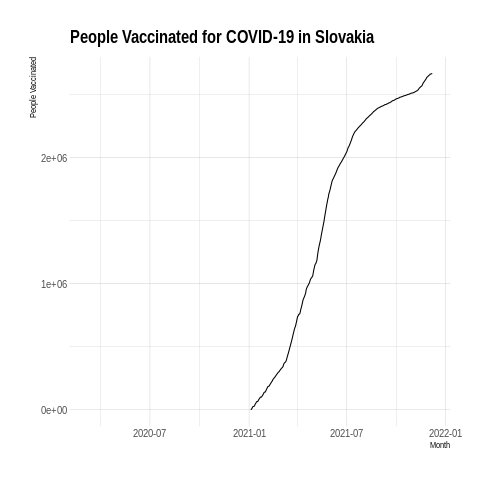 People Vaccinated for COVID-19 in Slovakia
People Vaccinated
2e+06
1e+06
0e+00
2020-07 2021-01 2021-07 2022-01
Month